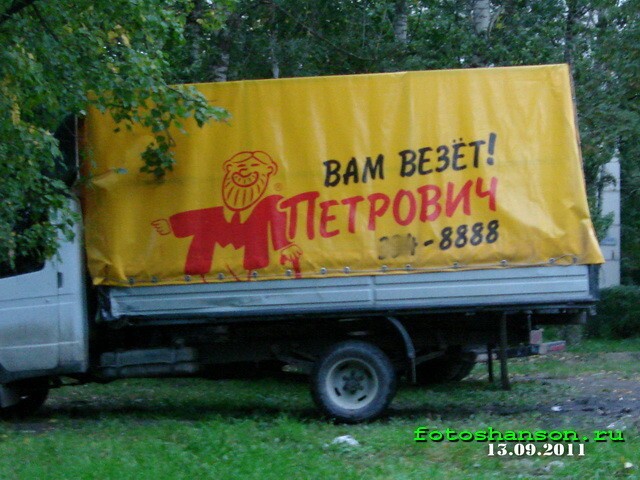 ВАМ ВЕЗЁТ!
®
ПЕТРОВИЧ
-8888
fotoshanson.ru
13.09.2011